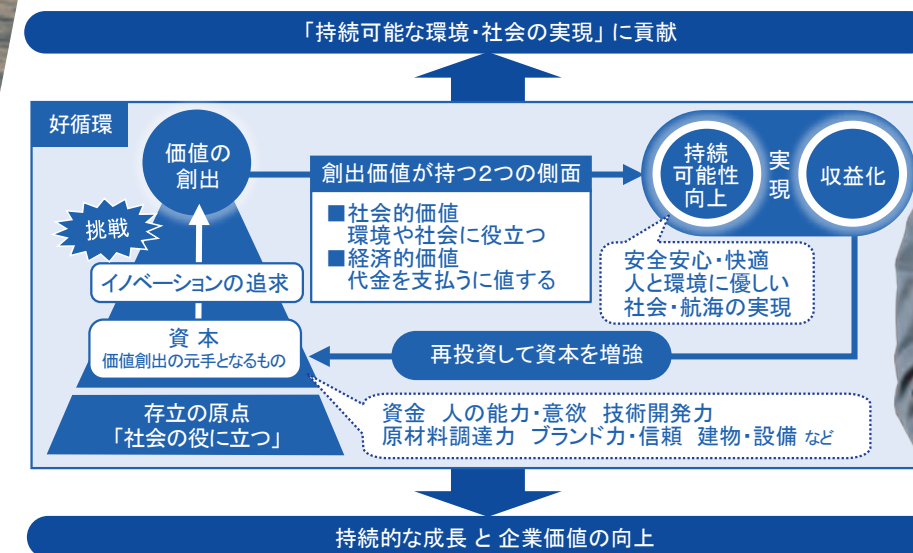 「持続可能な環境・社会の実現」に貢献
好循環
価値の
創出
挑戦
イノベーションの追求
資 本
価値創出の元手となるもの
存立の原点
「社会の役に立つ」
創出価値が持つ2つの側面
■社会的価値
環境や社会に役立つ
■経済的価値
代金を支払うに値する
持続
可能性
向上
実
現
収益化
安全安心・快適
人と環境に優しい
社会・航海の実現
再投資して資本を増強
資金 人の能力・意欲 技術開発力
原材料調達力 ブランド力・信頼 建物・設備 など
持続的な成長 と 企業価値の向上